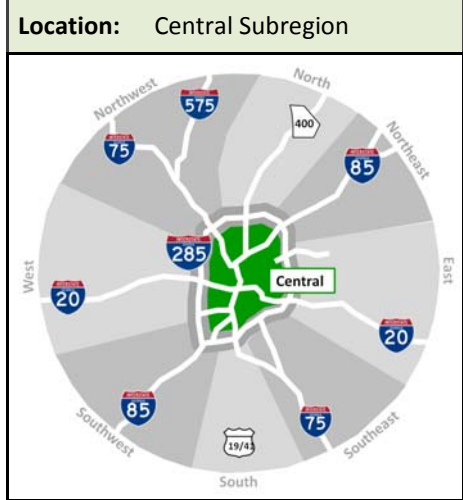 Location: Central Subregion
North
Northwest
575
400
Northeast
75
85
285
Central
West
East
20
20
85
75
Southwest
19/41
Southeast
South